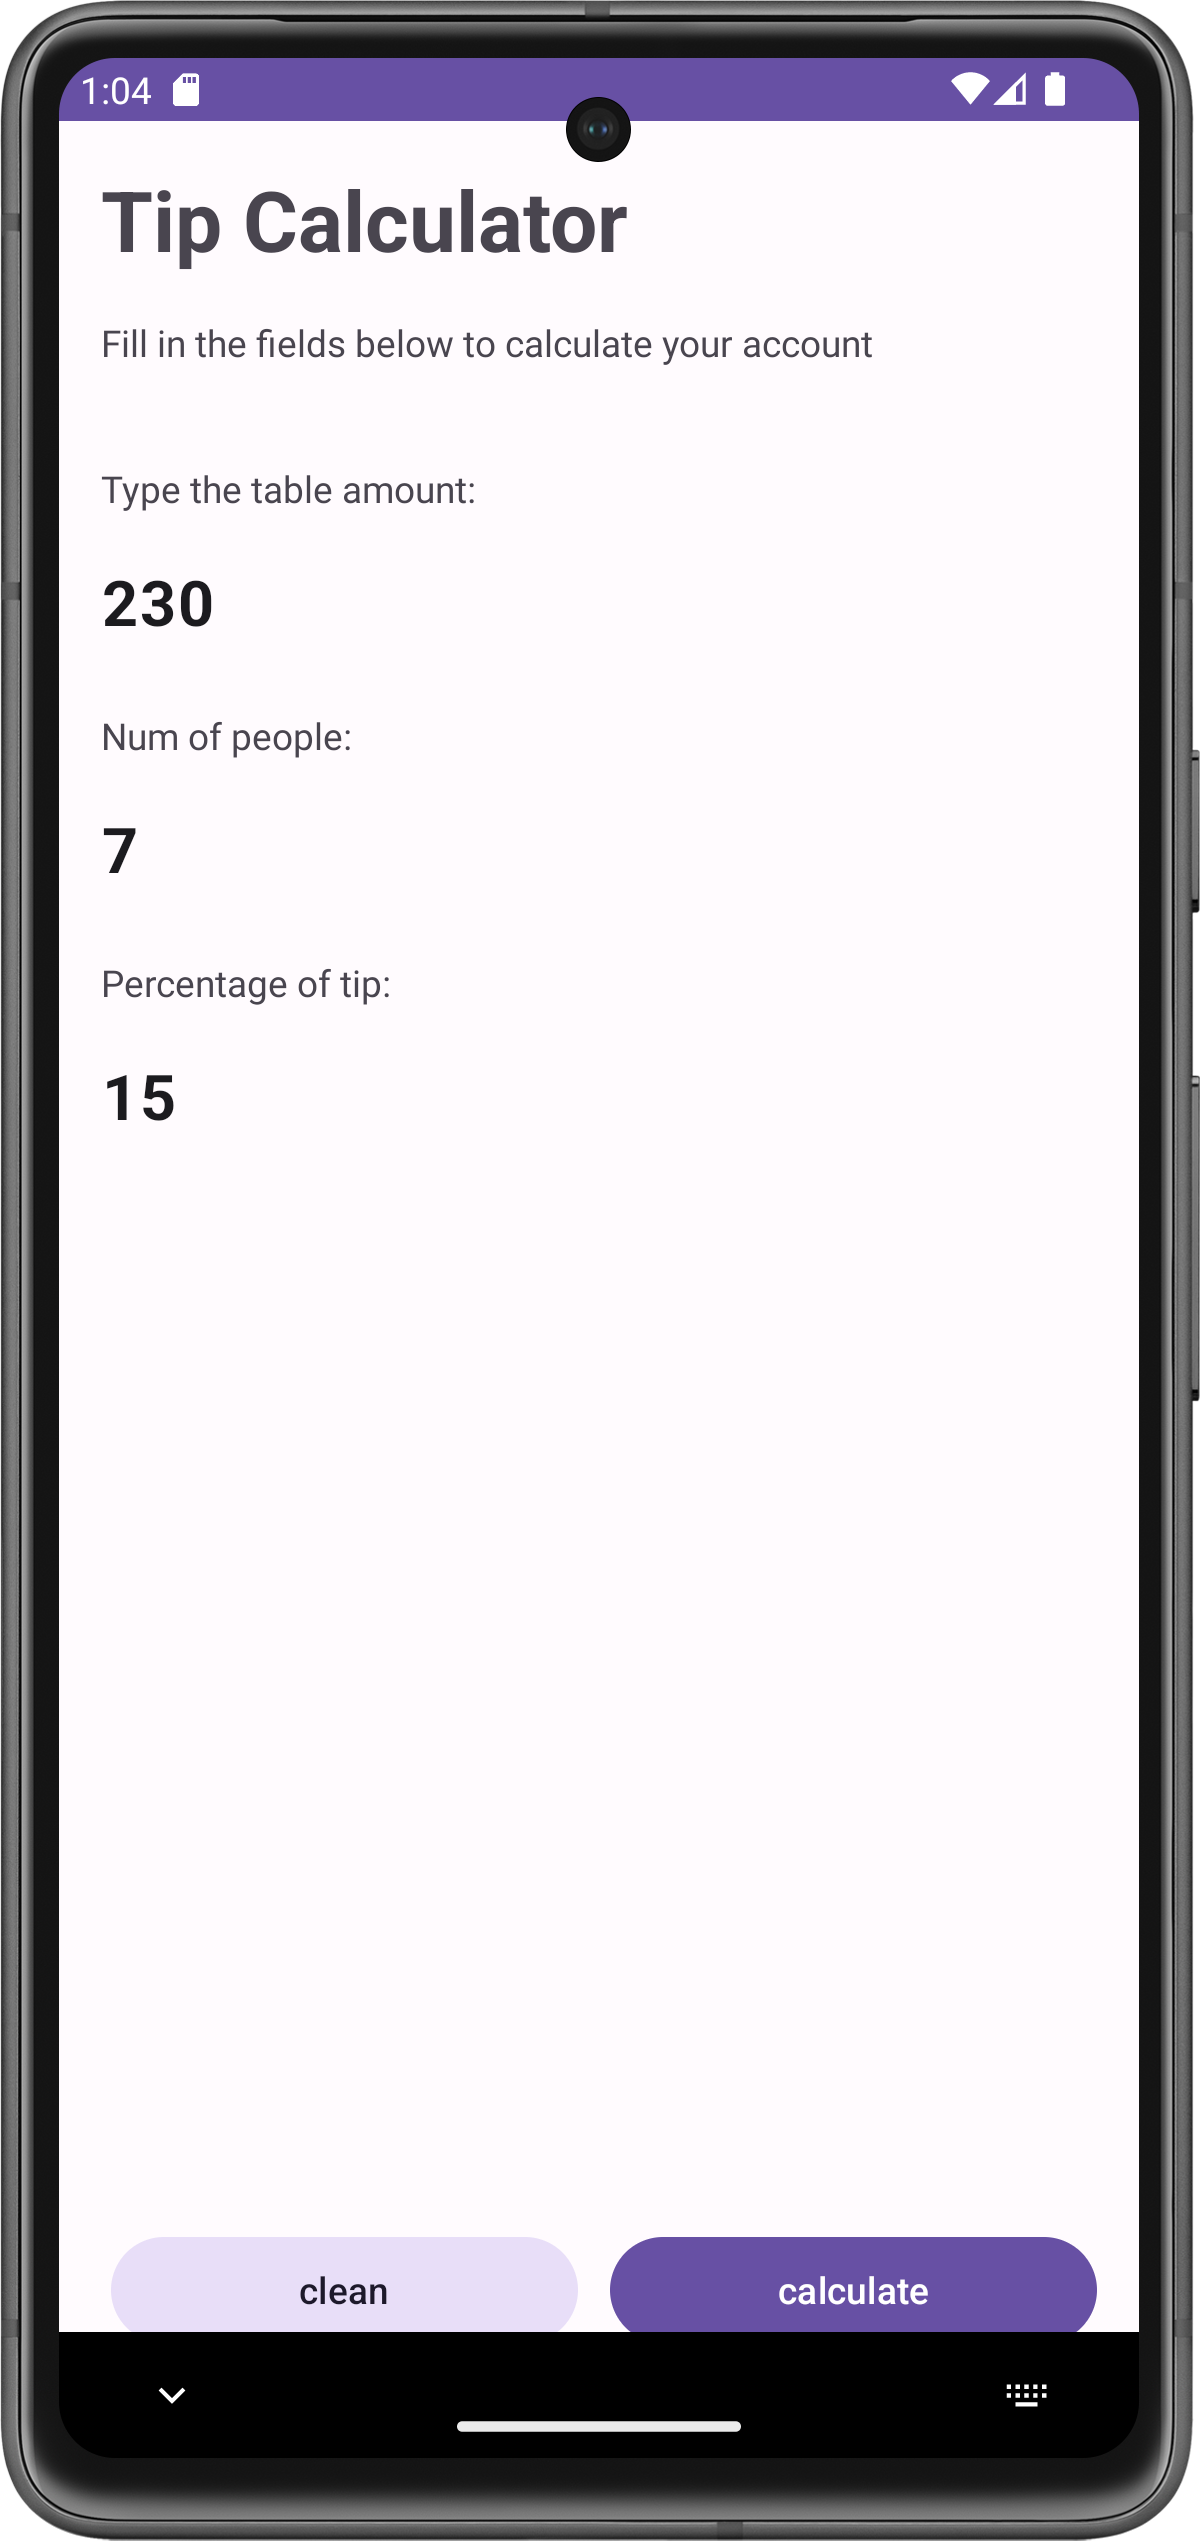 1:04
Tip Calculator
Fill in the fields below to calculate your account
Type the table amount:
230
Num of people:
7
Percentage of tip:
15
clean
calculate